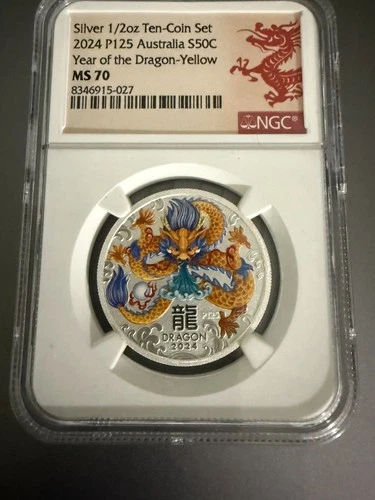 Silver 1/2oz Ten-Coin Set
2024 P125 Australia S50C
Year of the Dragon-Yellow
MS 70
8346915-027
NGC®
龍
P125
DRAGON
2024